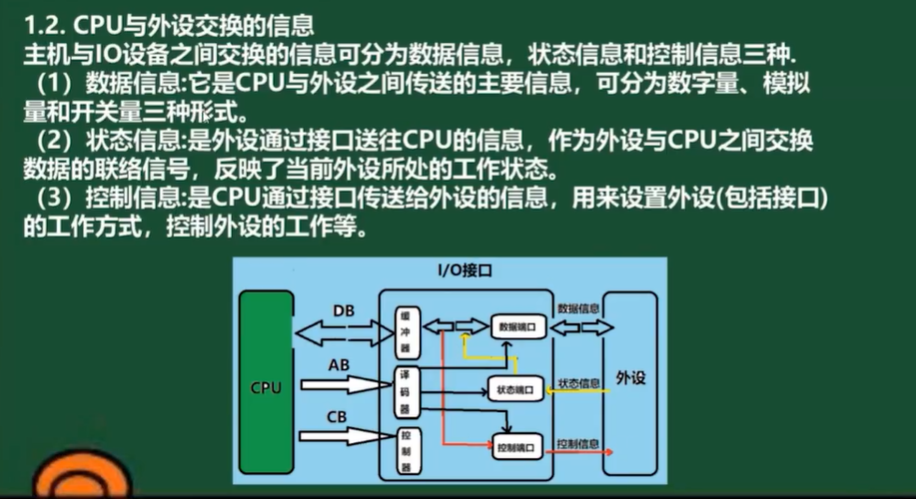 1.2. CPU与外设交换的信息
主机与IO设备之间交换的信息可分为数据信息，状态信息和控制信息三种.
（1）数据信息:它是CPU与外设之间传送的主要信息，可分为数字量、模拟
量和开关量三种形式。
（2）状态信息:是外设通过接口送往CPU的信息，作为外设与CPU之间交换
数据的联络信号，反映了当前外设所处的工作状态。
（3）控制信息:是CPU通过接口传送给外设的信息，用来设置外设(包括接口)
的工作方式，控制外设的工作等。
I/O接口
CPU
DB
AB
CB
缓冲器
译码器
控制器
数据端口
状态端口
控制端口
数据信息
状态信息
控制信息
外设